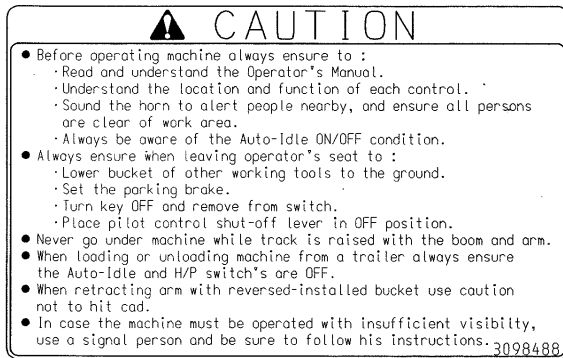 CAUTION
● Before operating machine always ensure to :
·Read and understand the Operator's Manual.
·Understand the location and function of each control.
·Sound the horn to alert people nearby, and ensure all persons
are clear of work area.
·Always be aware of the Auto-Idle ON/OFF condition.
● Always ensure when leaving operator's seat to :
·Lower bucket of other working tools to the ground.
·Set the parking brake.
·Turn key OFF and remove from switch.
·Place pilot control shut-off lever in OFF position.
● Never go under machine while track is raised with the boom and arm.
● When loading or unloading machine from a trailer always ensure
the Auto-Idle and H/P switch's are OFF.
● When retracting arm with reversed-installed bucket use caution
not to hit cad.
● In case the machine must be operated with insufficient visibilty,
use a signal person and be sure to follow his instructions.
3098488